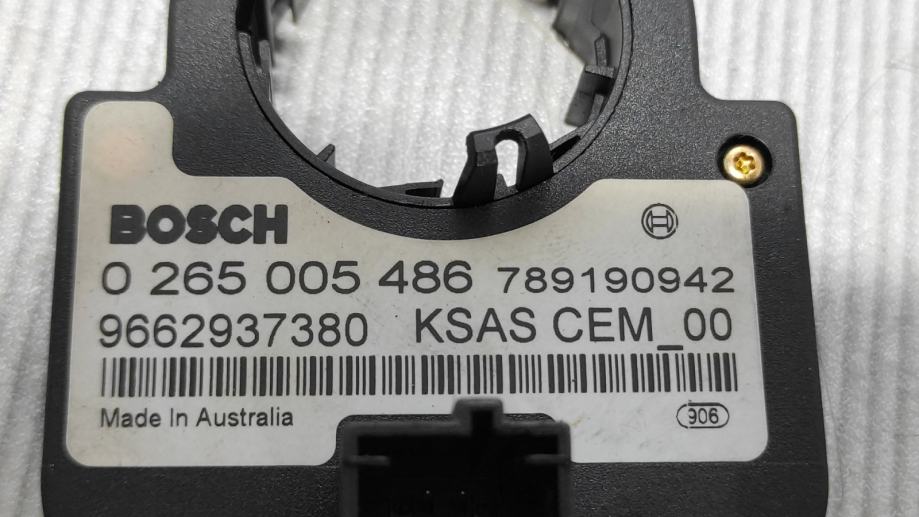 BOSCH
0 265 005 486 789190942
9662937380 KSAS CEM_00
Made In Australia 906